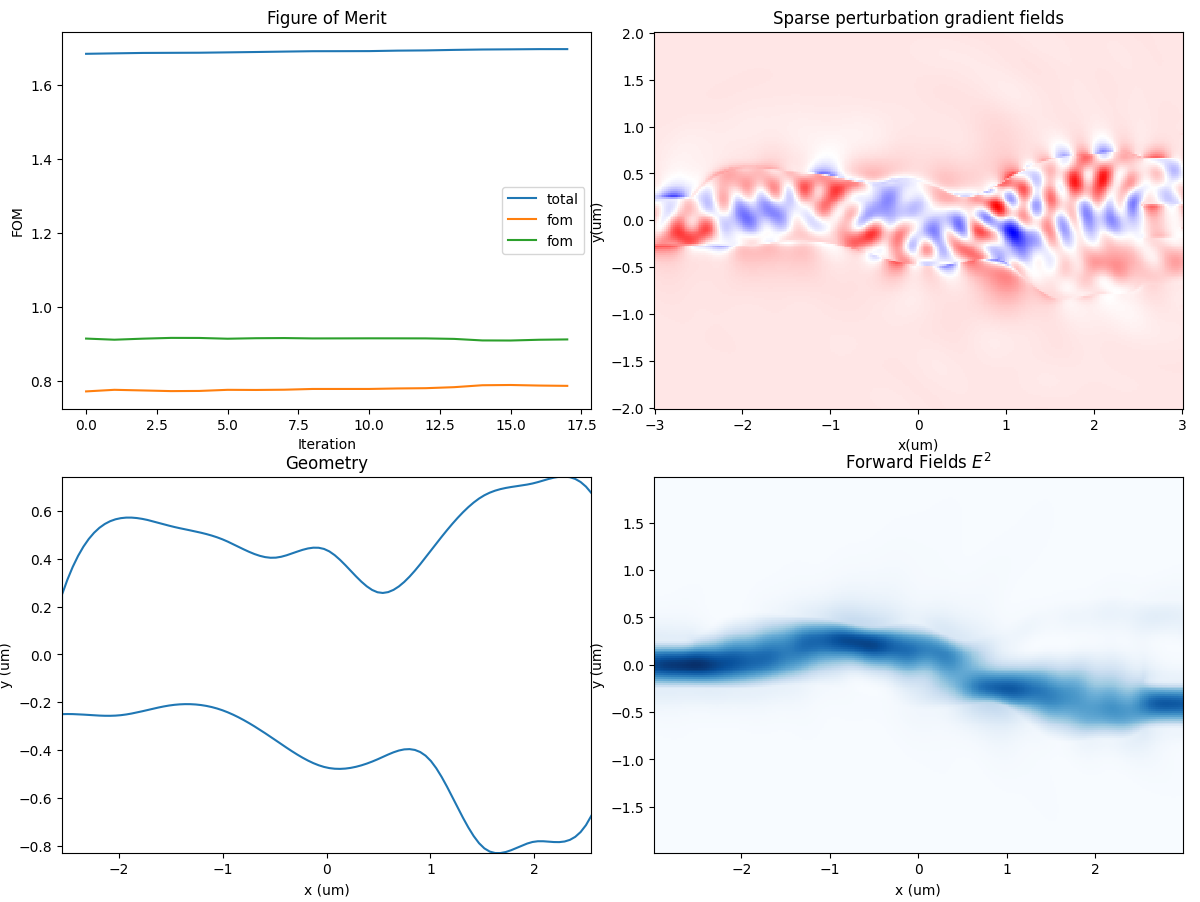 Figure of Merit
FOM
1.6
1.4
1.2
1.0
0.8
total
fom
fom
0.0 2.5 5.0 7.5 10.0 12.5 15.0 17.5
Iteration
Sparse perturbation gradient fields
y(um)
2.0
1.5
1.0
0.5
0.0
−0.5
−1.0
−1.5
−2.0
−3 −2 −1 0 1 2 3
x(um)
Geometry
y (um)
0.6
0.4
0.2
0.0
−0.2
−0.4
−0.6
−0.8
−2 −1 0 1 2
x (um)
Forward Fields E²
y (um)
1.5
1.0
0.5
0.0
−0.5
−1.0
−1.5
−2 −1 0 1 2
x (um)